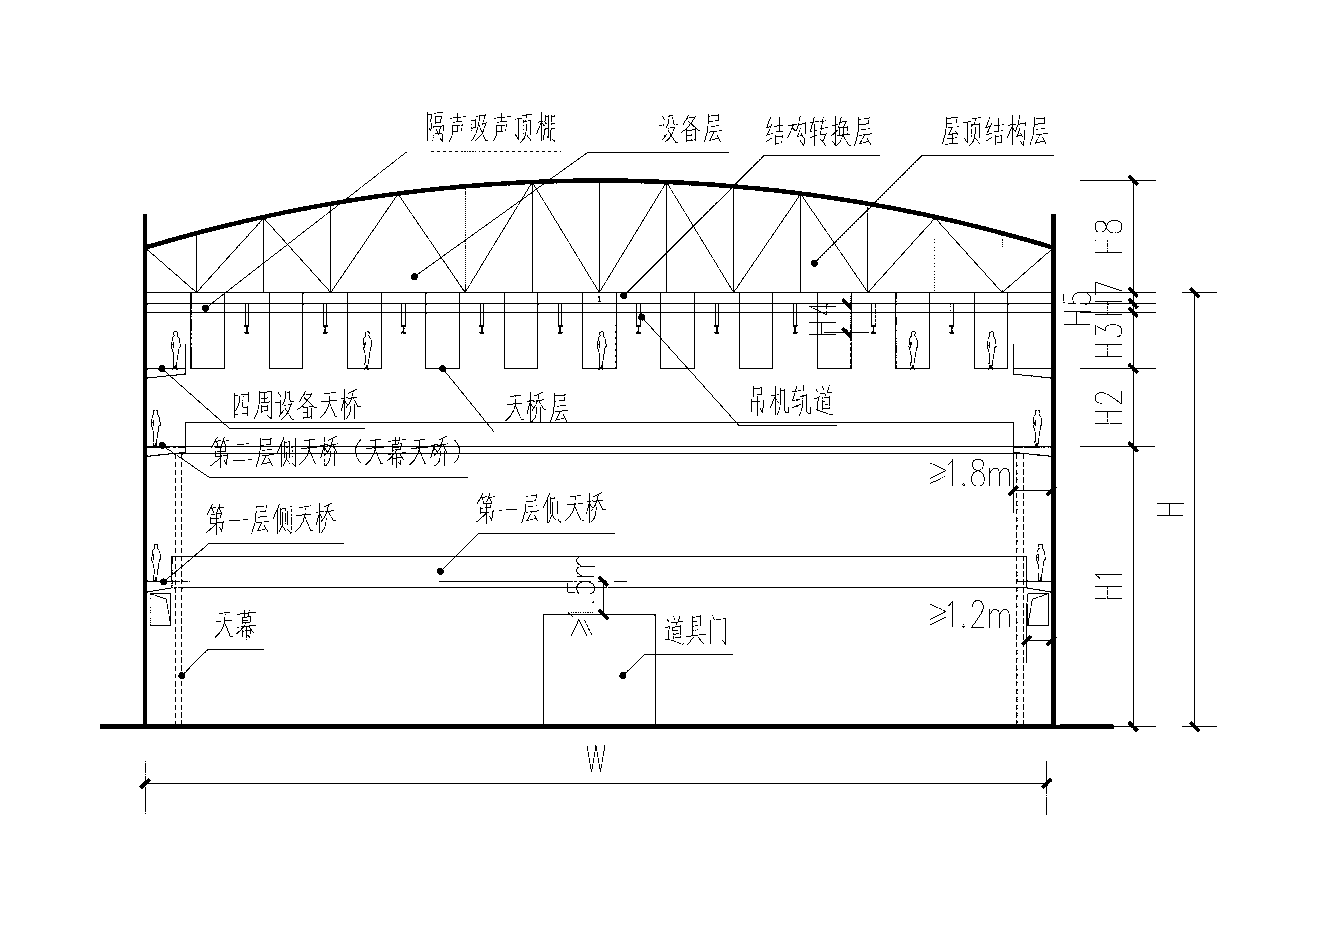 隔声吸声顶棚
设备层
结构转换层
屋顶结构层
H8
H7
H5
H4
H3
四周设备天桥
天桥层
吊机轨道
H2
第二层侧天桥（天幕天桥）
≥1.8m
第一层侧天桥
第一层侧天桥
H
≥1.5m
H1
≥1.2m
天幕
道具门
W